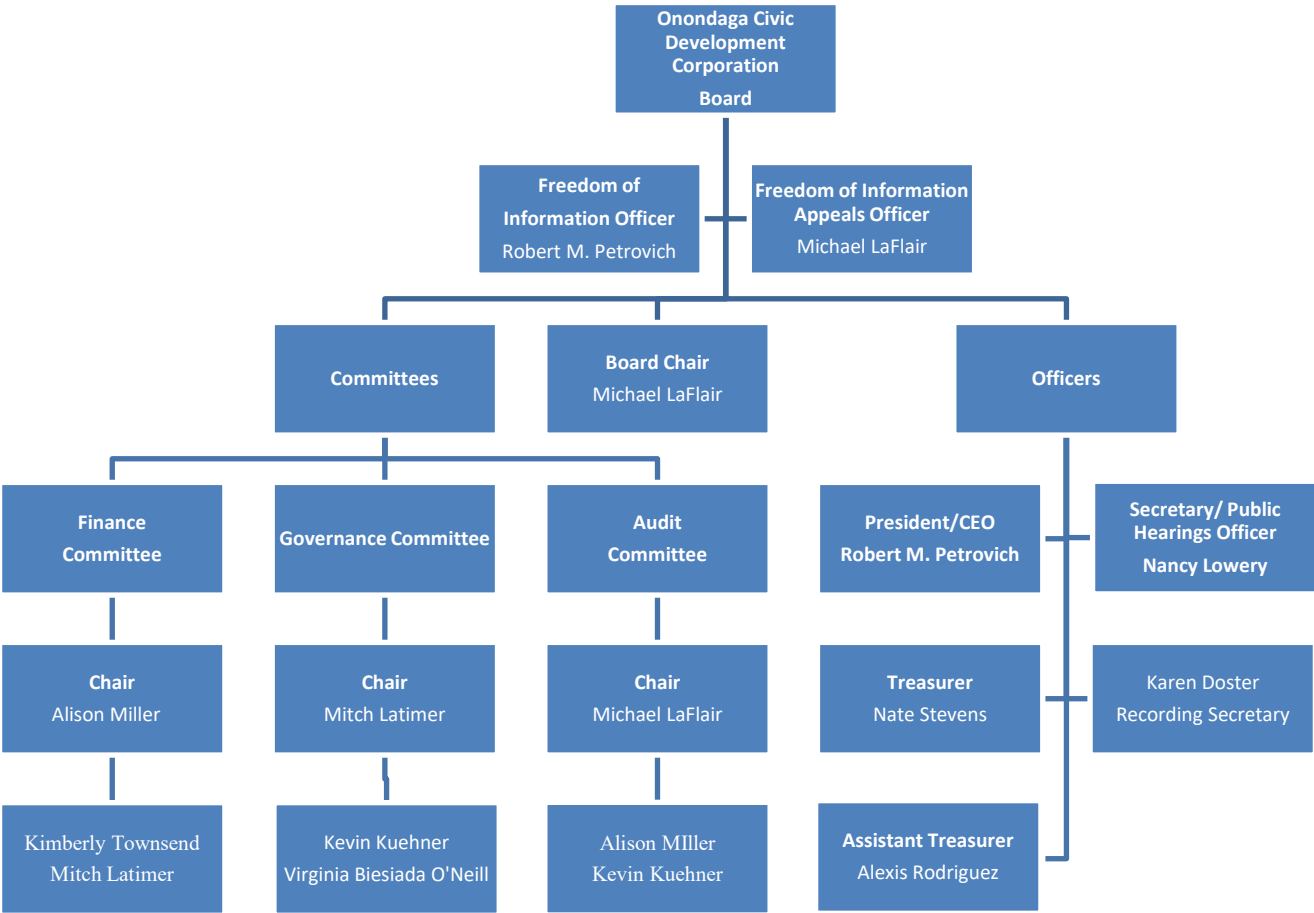 Onondaga Civic
Development
Corporation
Board
Freedom of
Information Officer
Robert M. Petrovich
Freedom of Information
Appeals Officer
Michael LaFlair
Committees
Board Chair
Michael LaFlair
Officers
Finance
Committee
Governance Committee
Audit
Committee
President/CEO
Robert M. Petrovich
Secretary/ Public
Hearings Officer
Nancy Lowery
Chair
Alison Miller
Chair
Mitch Latimer
Chair
Michael LaFlair
Treasurer
Nate Stevens
Karen Doster
Recording Secretary
Kimberly Townsend
Mitch Latimer
Kevin Kuehner
Virginia Biesiada O'Neill
Alison MIller
Kevin Kuehner
Assistant Treasurer
Alexis Rodriguez